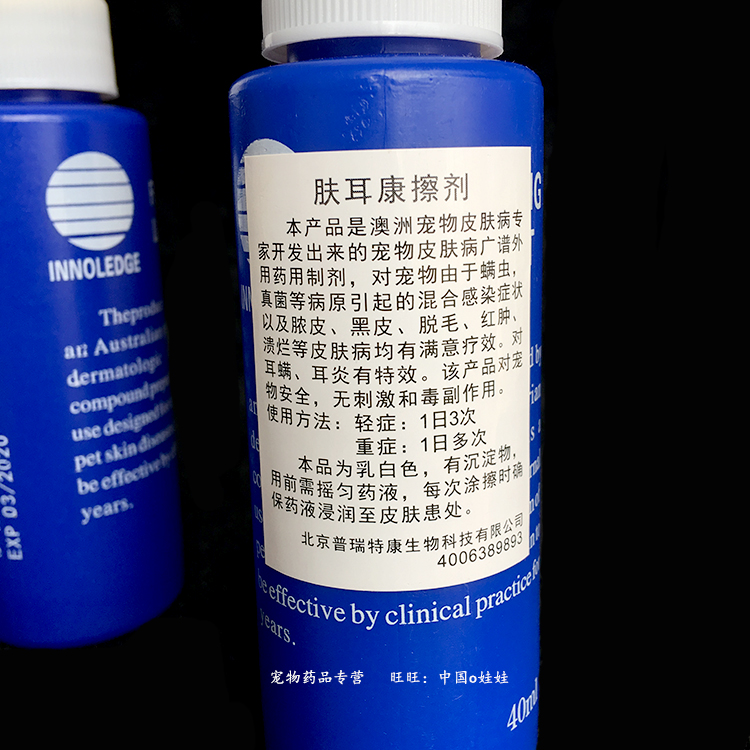 INNOLEDGE
Australian
dermatologic
compound
use designed
pet skin
be effective by
years.
EXP 03/2020
肤耳康擦剂
本产品是澳洲宠物皮肤病专
家开发出来的宠物皮肤病广谱外
用药用制剂，对宠物由于螨虫，
真菌等病原引起的混合感染症状
以及脓皮、黑皮、脱毛、红肿、
溃烂等皮肤病均有满意疗效。对
耳螨、耳炎有特效。该产品对宠
物安全，无刺激和毒副作用。
使用方法：轻症：1日3次
重症：1日多次
本品为乳白色，有沉淀物，
用前需摇匀药液，每次涂擦时确
保药液浸润至皮肤患处。
北京普瑞特康生物科技有限公司
4006389893
be effective by clinical practice
years.
40ml
宠物药品专营 旺旺：中国o娃娃